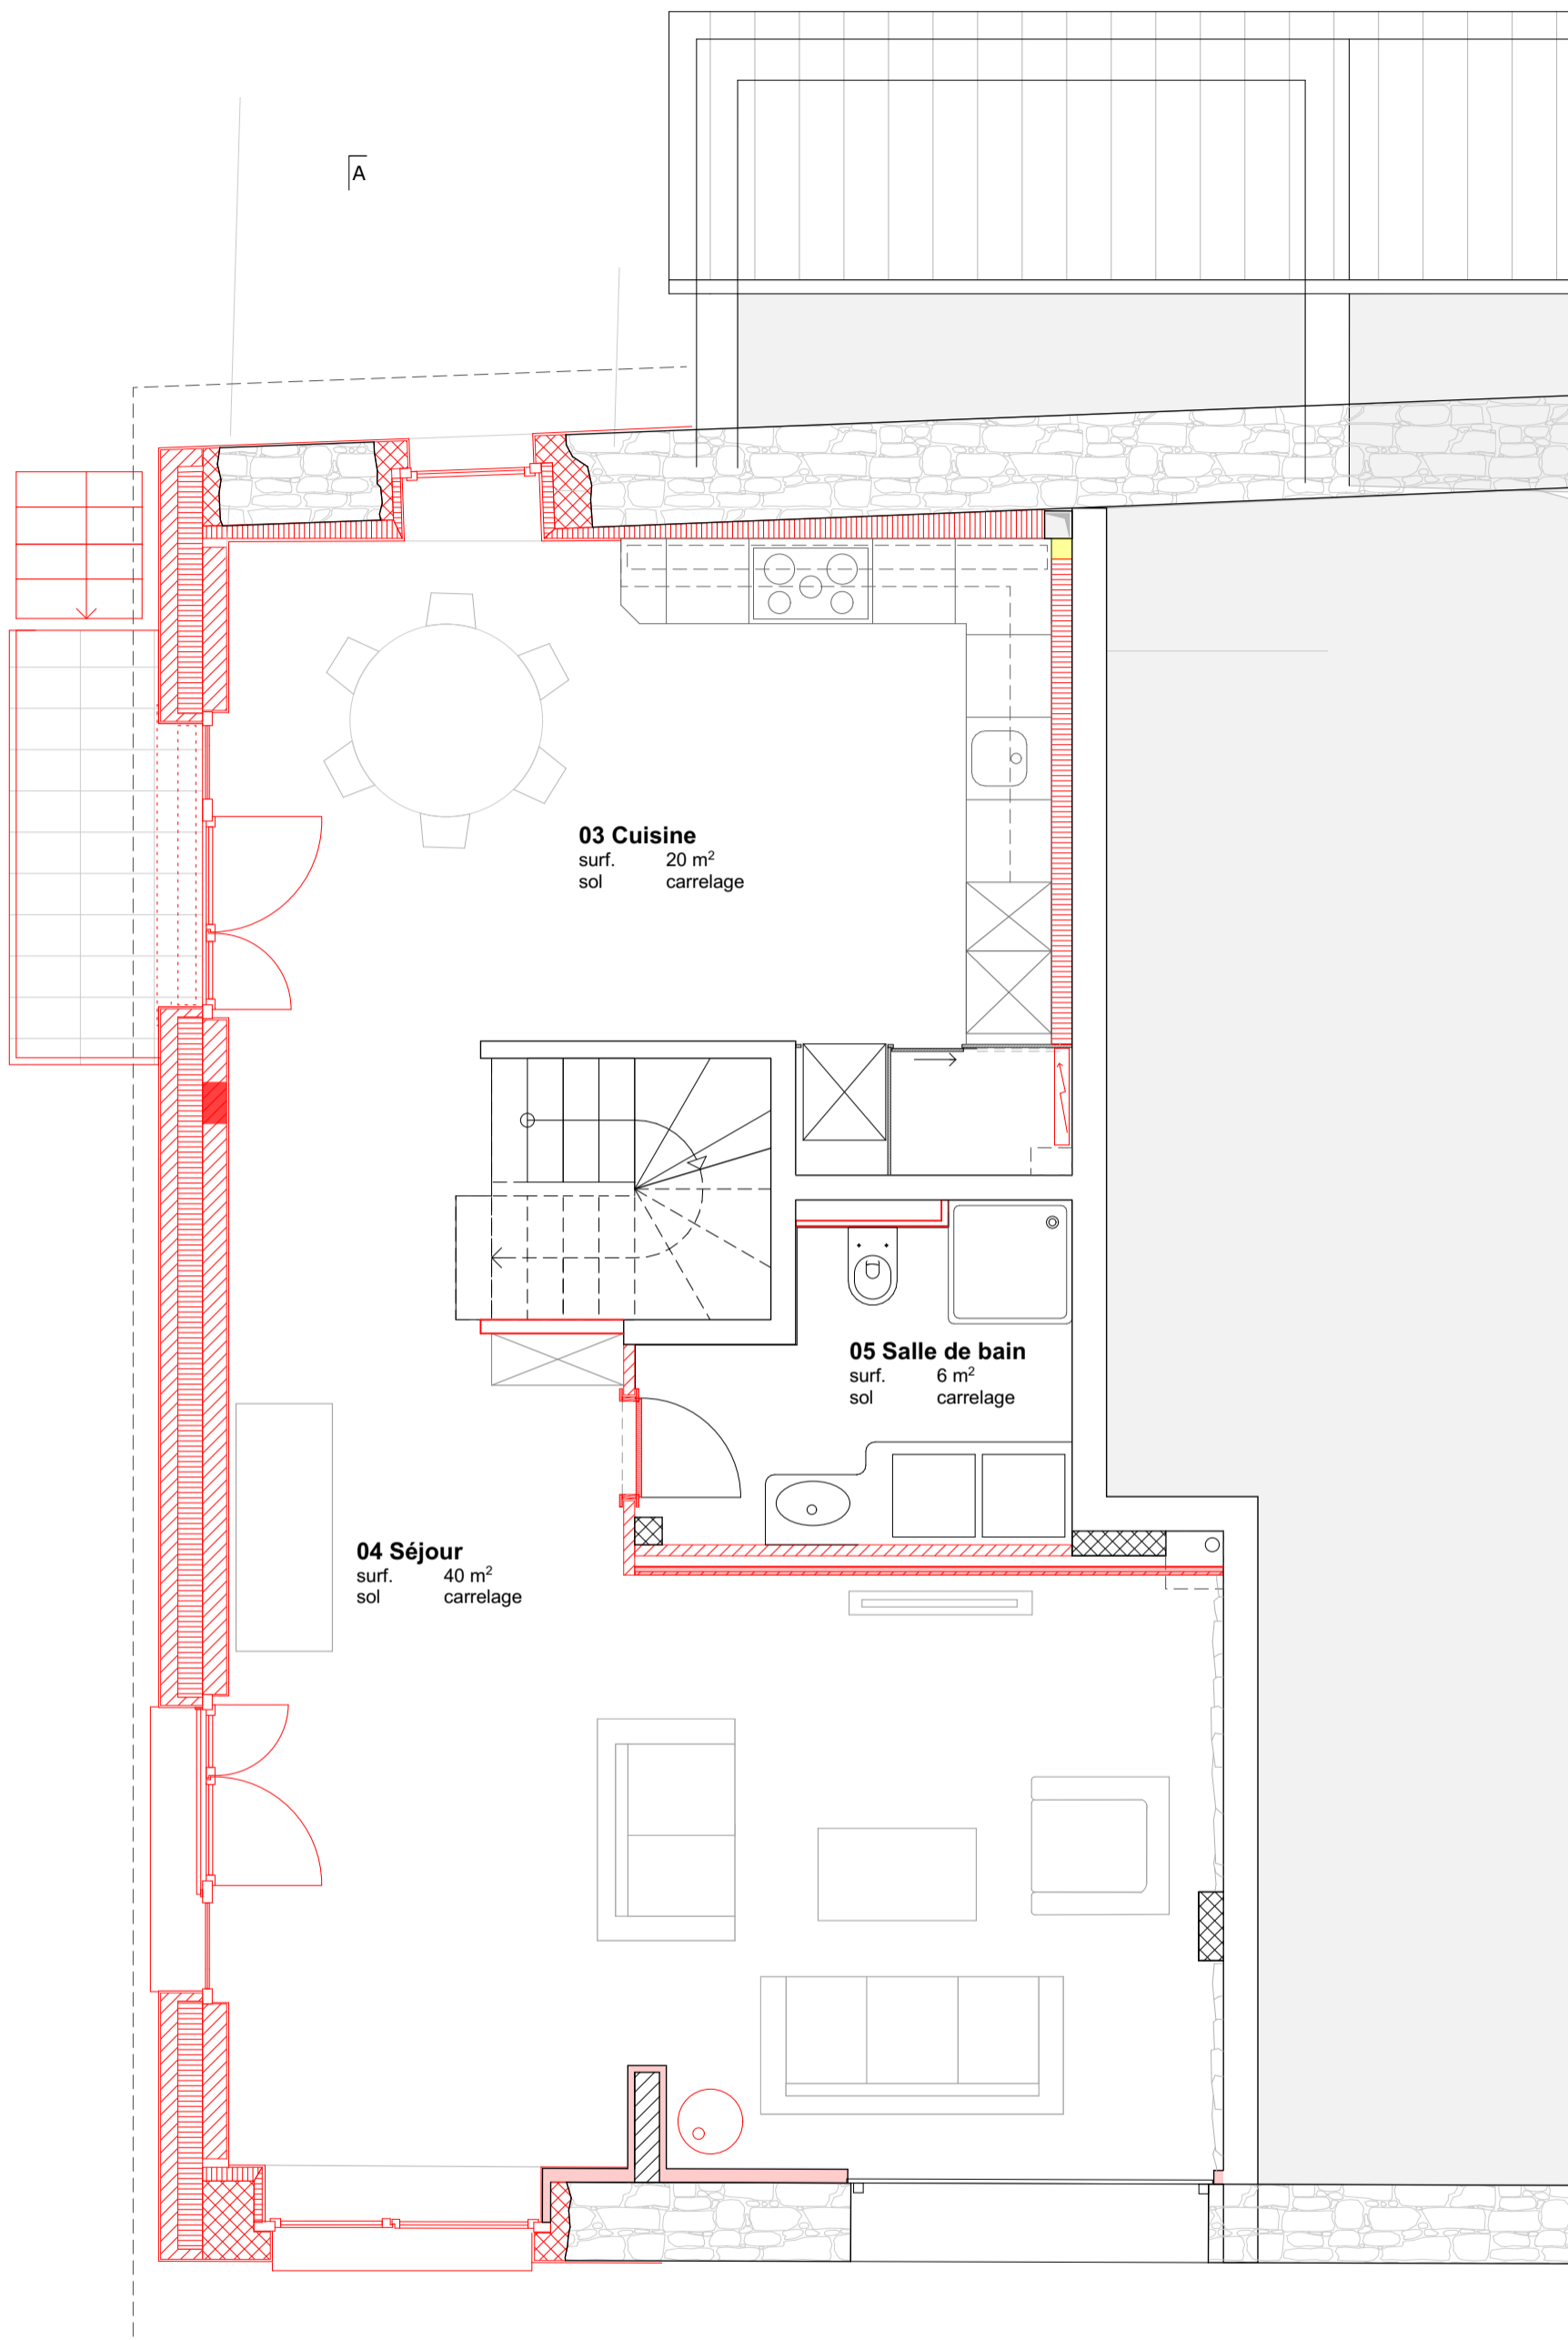 A
03 Cuisine
surf. 20 m²
sol carrelage
05 Salle de bain
surf. 6 m²
sol carrelage
04 Séjour
surf. 40 m²
sol carrelage